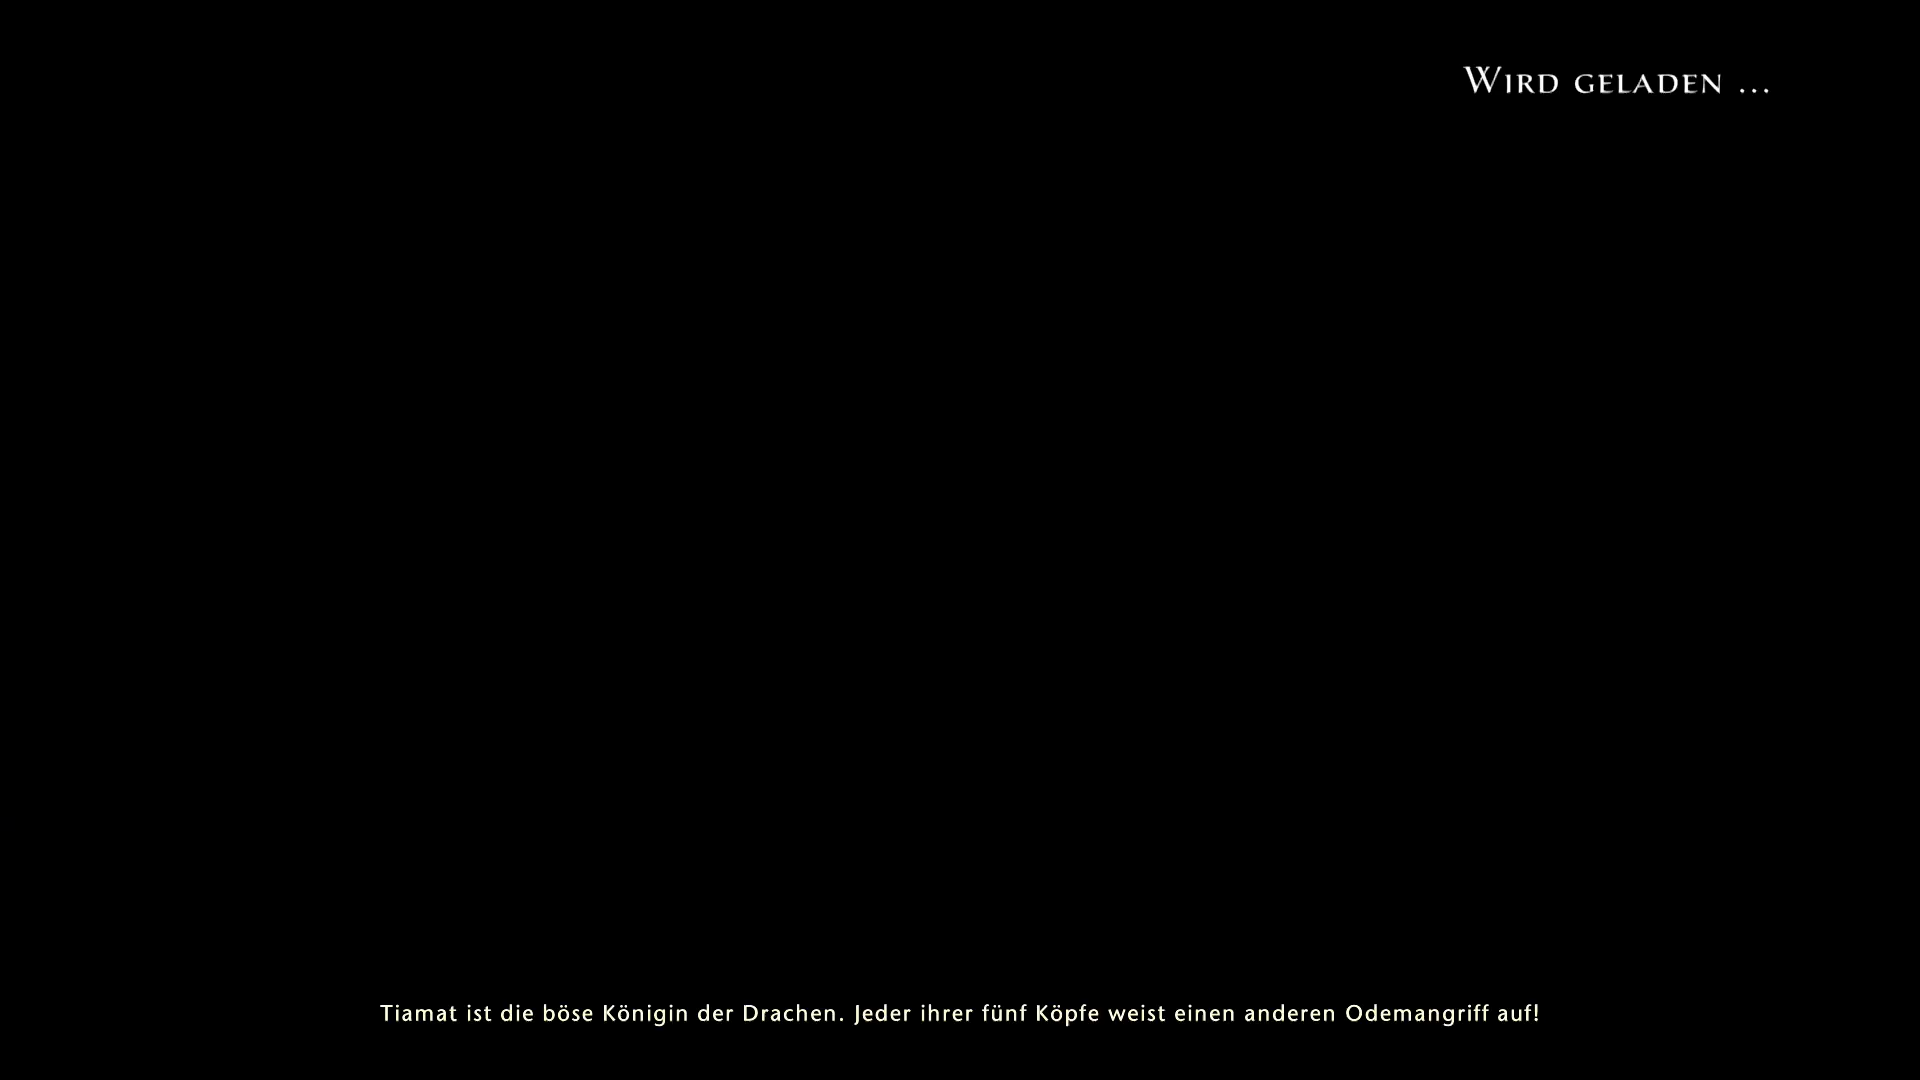 Wird geladen ...
Tiamat ist die böse Königin der Drachen. Jeder ihrer fünf Köpfe weist einen anderen Odemangriff auf!